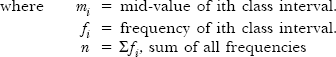 where mᵢ = mid-value of ith class interval.
fᵢ = frequency of ith class interval.
n = Σfᵢ, sum of all frequencies